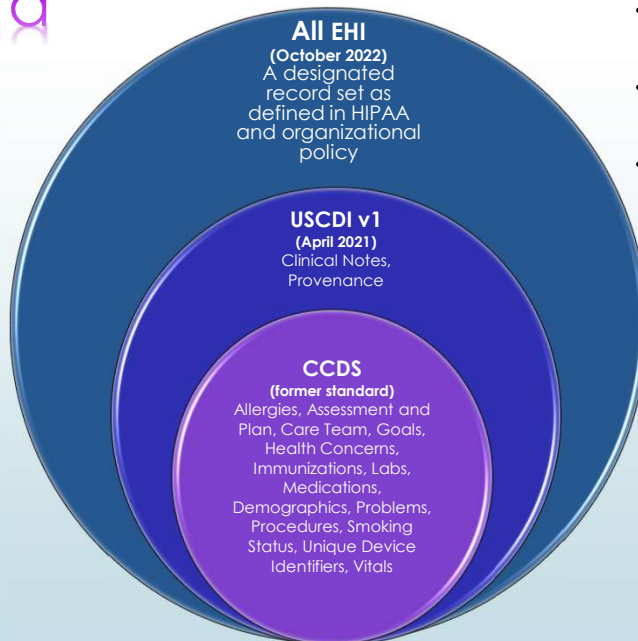 All EHI
(October 2022)
A designated
record set as
defined in HIPAA
and organizational
policy
USCDI v1
(April 2021)
Clinical Notes,
Provenance
CCDS
(former standard)
Allergies, Assessment and
Plan, Care Team, Goals,
Health Concerns,
Immunizations, Labs,
Medications,
Demographics, Problems,
Procedures, Smoking
Status, Unique Device
Identifiers, Vitals